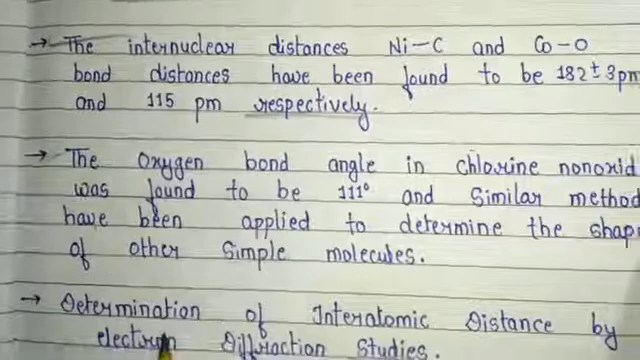 → The internuclear distances Ni-C and Co-O
bond distances have been found to be 182±3pm
and 115 pm respectively.
→ The Oxygen bond angle in chlorine nonoxid
was found to be 111° and Similar method
have been applied to determine the shap
of other Simple molecules.
→ Determination of Interatomic Distance by
electron Diffraction Studies.